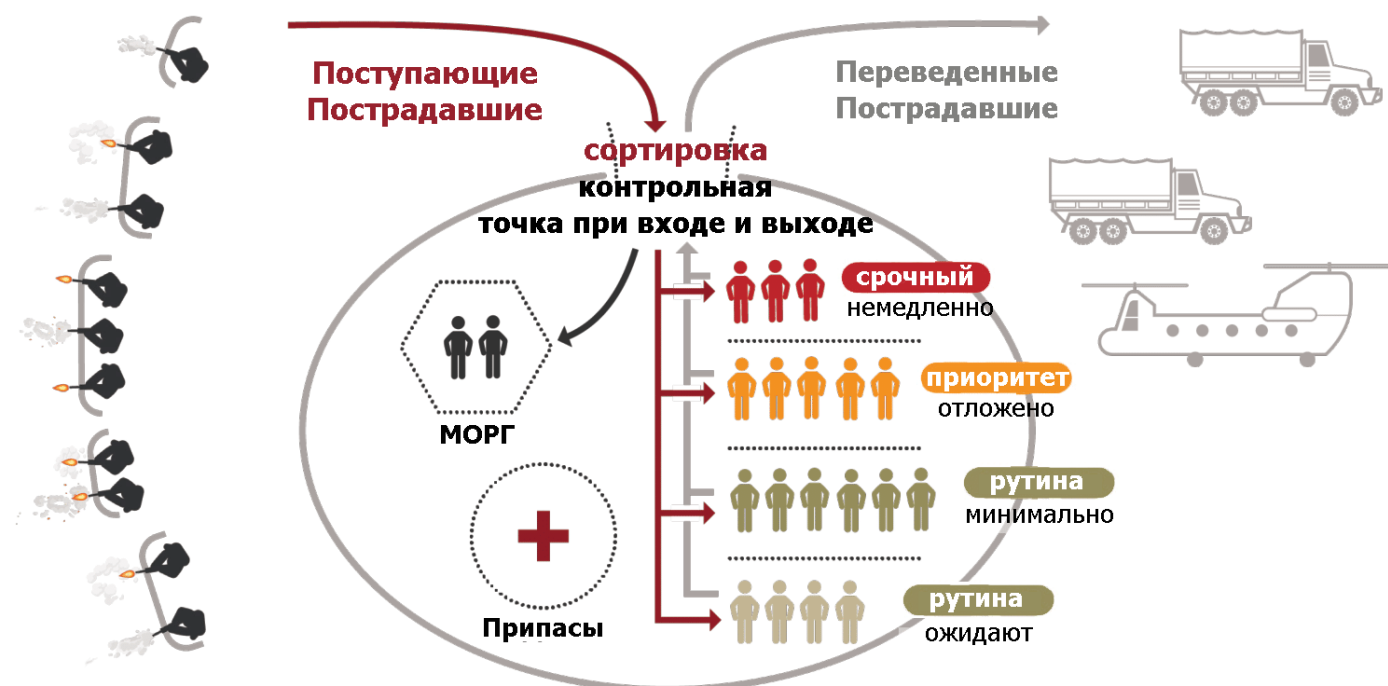 Поступающие
Пострадавшие
Переведенные
Пострадавшие
сортировка
контрольная
точка при входе и выходе
срочный
немедленно
приоритет
отложено
МОРГ
рутина
минимально
Припасы
рутина
ожидают